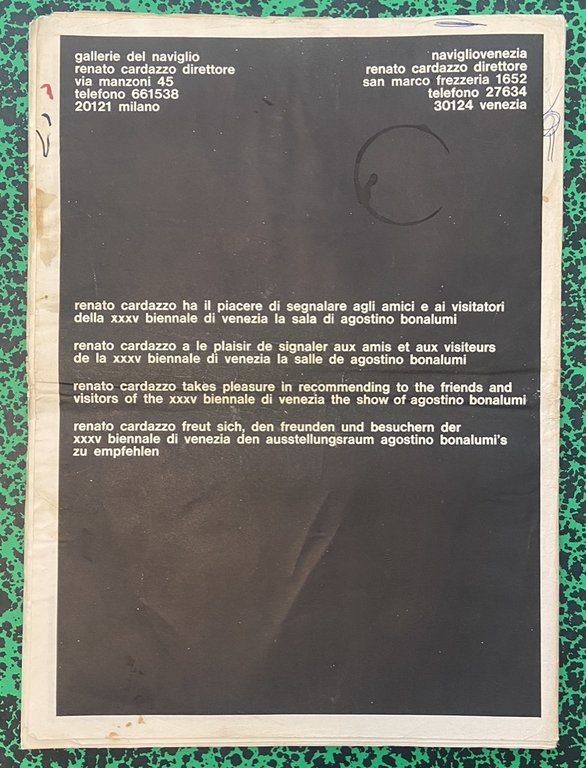 gallerie del naviglio
renato cardazzo direttore
via manzoni 45
telefono 661538
20121 milano
navigliovenezia
renato cardazzo direttore
san marco frezzeria 1652
telefono 27634
30124 venezia
renato cardazzo ha il piacere di segnalare agli amici e ai visitatori
della xxxv biennale di venezia la sala di agostino bonalumi
renato cardazzo a le plaisir de signaler aux amis et aux visiteurs
de la xxxv biennale di venezia la salle de agostino bonalumi
renato cardazzo takes pleasure in recommending to the friends and
visitors of the xxxv biennale di venezia the show of agostino bonalumi
renato cardazzo freut sich, den freunden und besuchern der
xxxv biennale di venezia den ausstellungsraum agostino bonalumi's
zu empfehlen